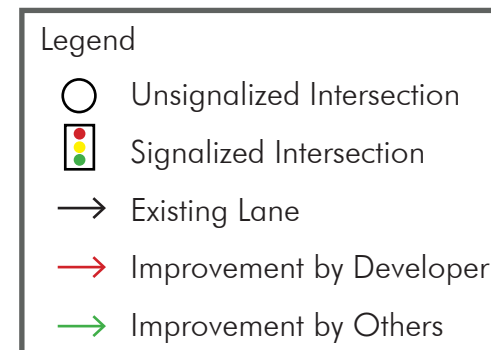 Legend
Unsignalized Intersection
Signalized Intersection
Existing Lane
Improvement by Developer
Improvement by Others